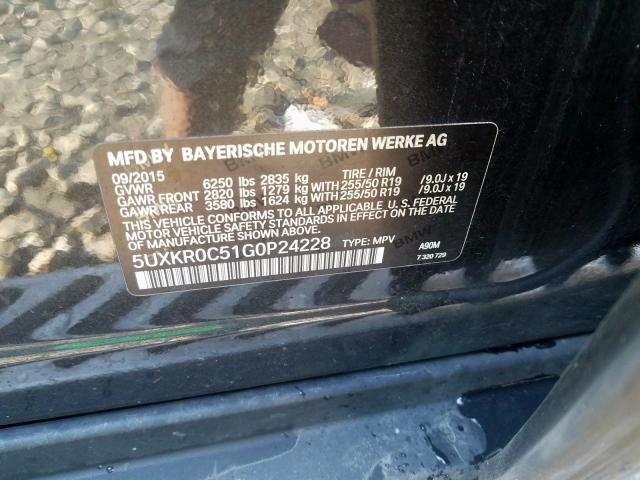 MFD BY BAYERISCHE MOTOREN WERKE AG
09/2015 TIRE / RIM
GVWR 6250 lbs 2835 kg
GAWR FRONT 2820 lbs 1279 kg WITH 255/50 R19 /9.0J x 19
GAWR REAR 3580 lbs 1624 kg WITH 255/50 R19 /9.0J x 19
THIS VEHICLE CONFORMS TO ALL APPLICABLE U. S. FEDERAL
MOTOR VEHICLE SAFETY STANDARDS IN EFFECT ON
THE DATE OF MANUFACTURE SHOWN ABOVE.
5UXKR0C51G0P24228 TYPE: MPV A90M
7 320 729